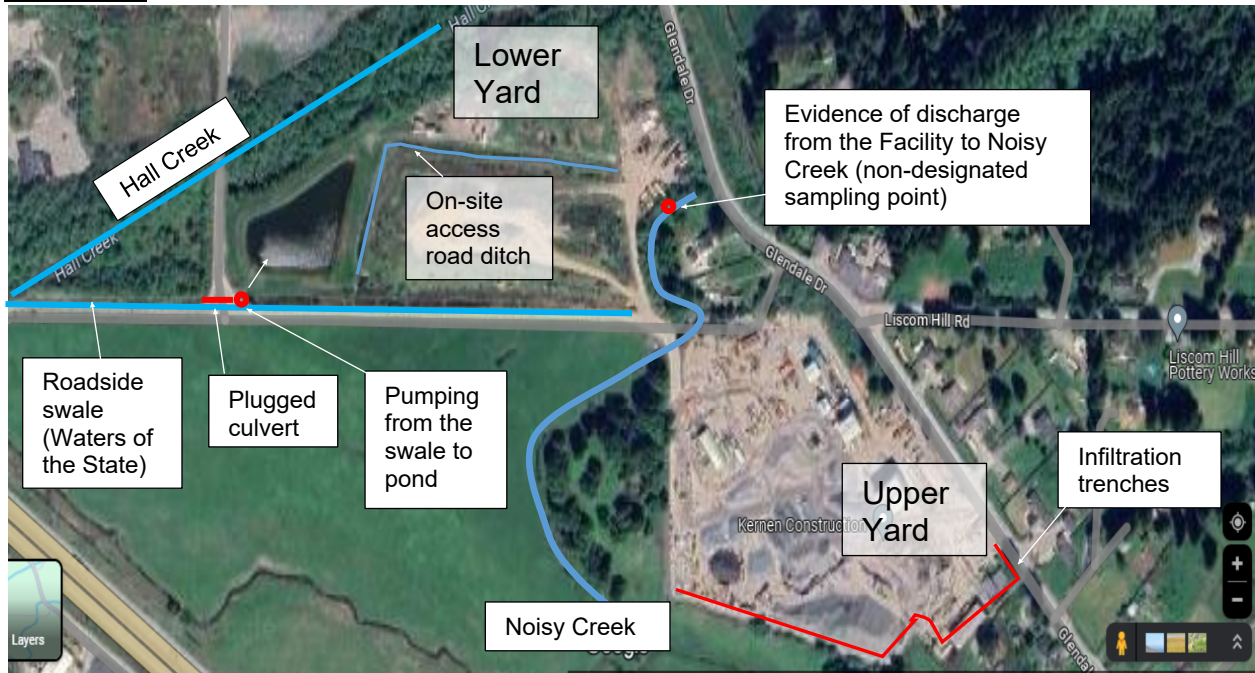 Hall Creek
Lower
Yard
Glendale Dr
Evidence of discharge
from the Facility to Noisy
Creek (non-designated
sampling point)
Hall Creek
On-site
access
road ditch
Hall Creek
Glendale Dr
Liscom Hill Rd
Liscom Hill
Pottery Works
Roadside
swale
(Waters of
the State)
Plugged
culvert
Pumping
from the
swale to
pond
Infiltration
trenches
Upper
Yard
Kernen Construction
Noisy Creek
Layers
Google
Glendal